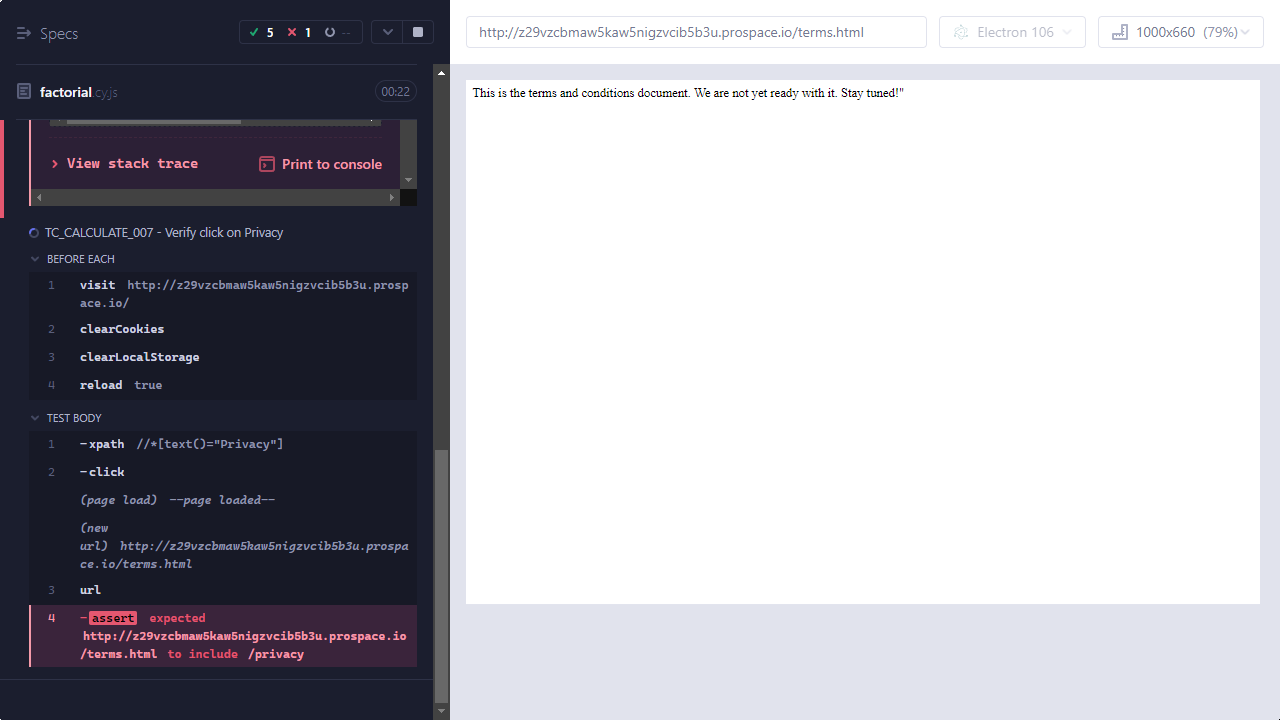 Specs
5 1 --
http://z29vzcbmaw5kaw5nigzvcib5b3u.prospace.io/terms.html
Electron 106
1000x660 (79%)
factorial.cy.js
00:22
This is the terms and conditions document. We are not yet ready with it. Stay tuned!"
View stack trace
Print to console
TC_CALCULATE_007 - Verify click on Privacy
BEFORE EACH
1 visit http://z29vzcbmaw5kaw5nigzvcib5b3u.prosp
ace.io/
2 clearCookies
3 clearLocalStorage
4 reload true
TEST BODY
1 -xpath //*[text()="Privacy"]
2 -click
(page load) --page loaded--
(new
url) http://z29vzcbmaw5kaw5nigzvcib5b3u.prospa
ce.io/terms.html
3 url
4 -assert expected
http://z29vzcbmaw5kaw5nigzvcib5b3u.prospace.io
/terms.html to include /privacy